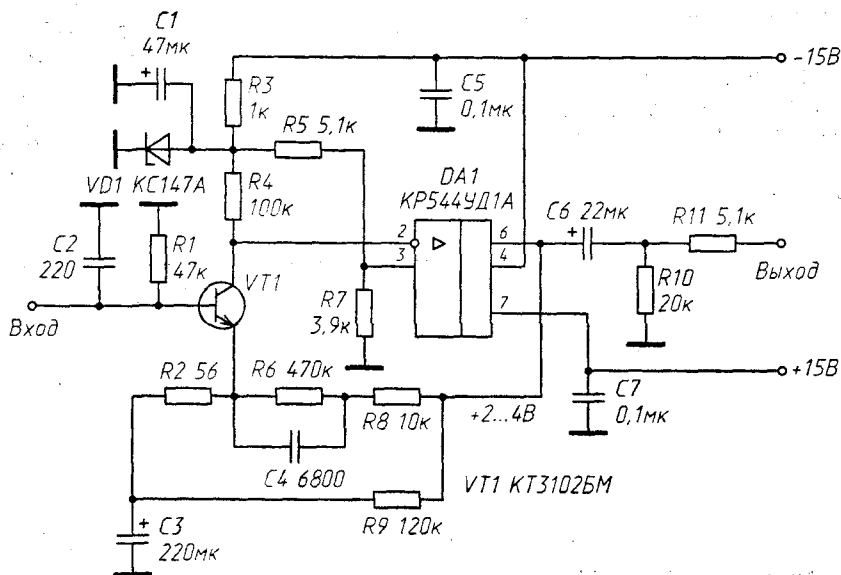 C1
47мк
+
-15В
R3
1к
C5
0,1мк
R5 5,1к
VD1 КС147А
R4
100к
DA1
КР544УД1А
C6 22мк
+
R11 5,1к
C2
220
R1
47к
2
3
6
4
7
VT1
R7
3,9к
R10
20к
Выход
Вход
+15В
R2 56
R6 470к
R8 10к
+2...4В
C7
0,1мк
C4 6800
VT1 КТ3102БМ
R9 120к
+
C3
220мк